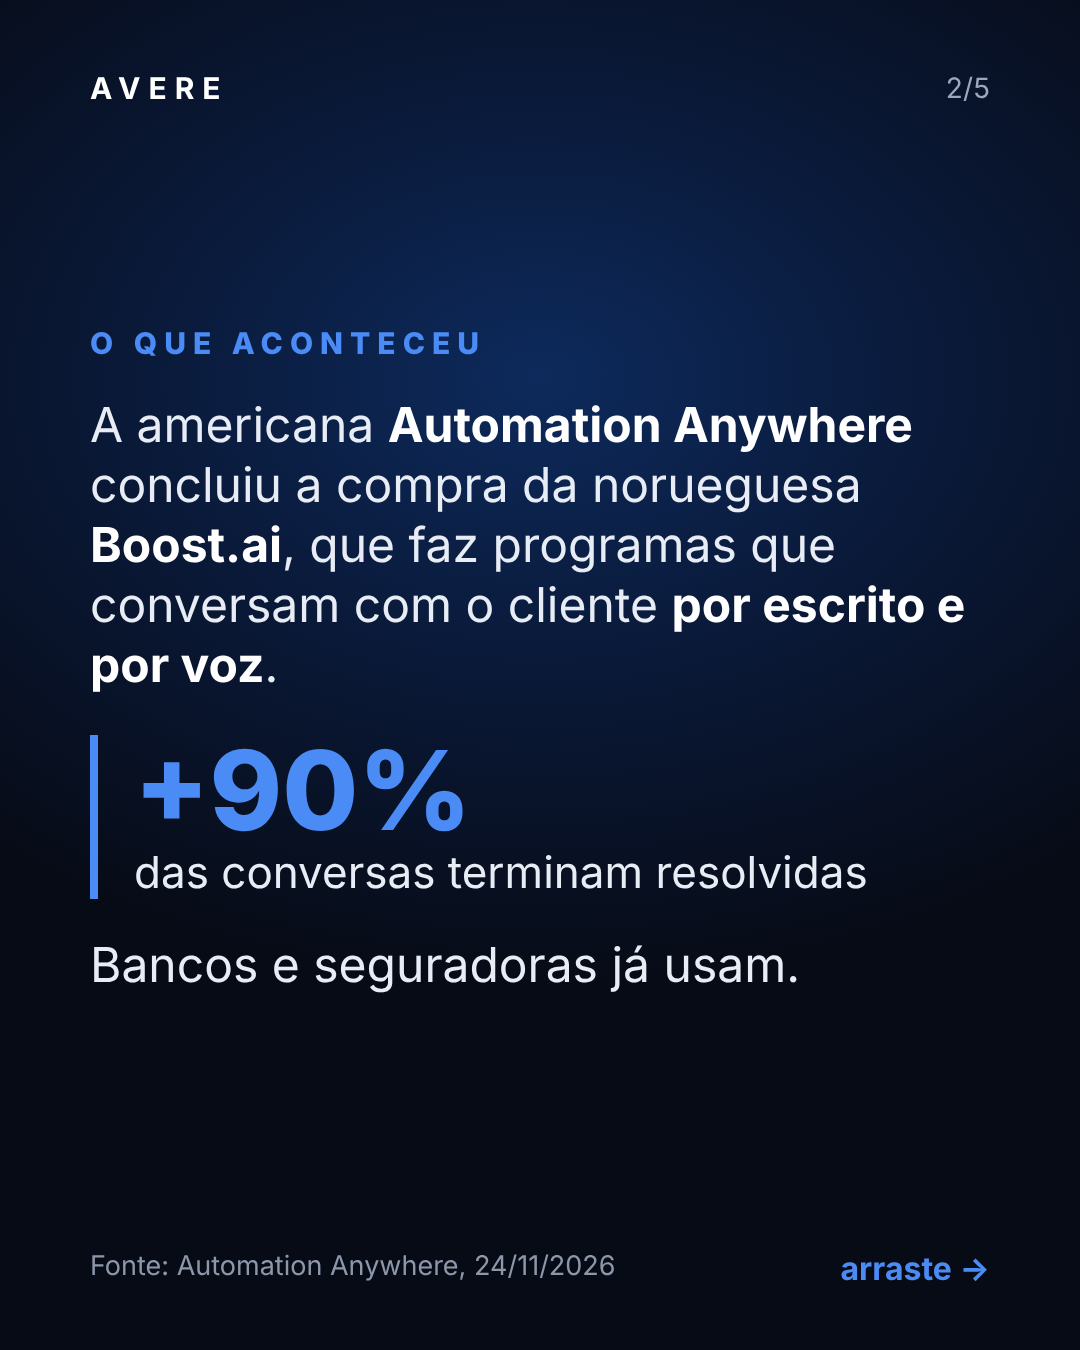 AVERE
2/5
O QUE ACONTECEU
A americana Automation Anywhere
concluiu a compra da norueguesa
Boost.ai, que faz programas que
conversam com o cliente por escrito e
por voz.
+90%
das conversas terminam resolvidas
Bancos e seguradoras já usam.
Fonte: Automation Anywhere, 24/11/2026
arraste →